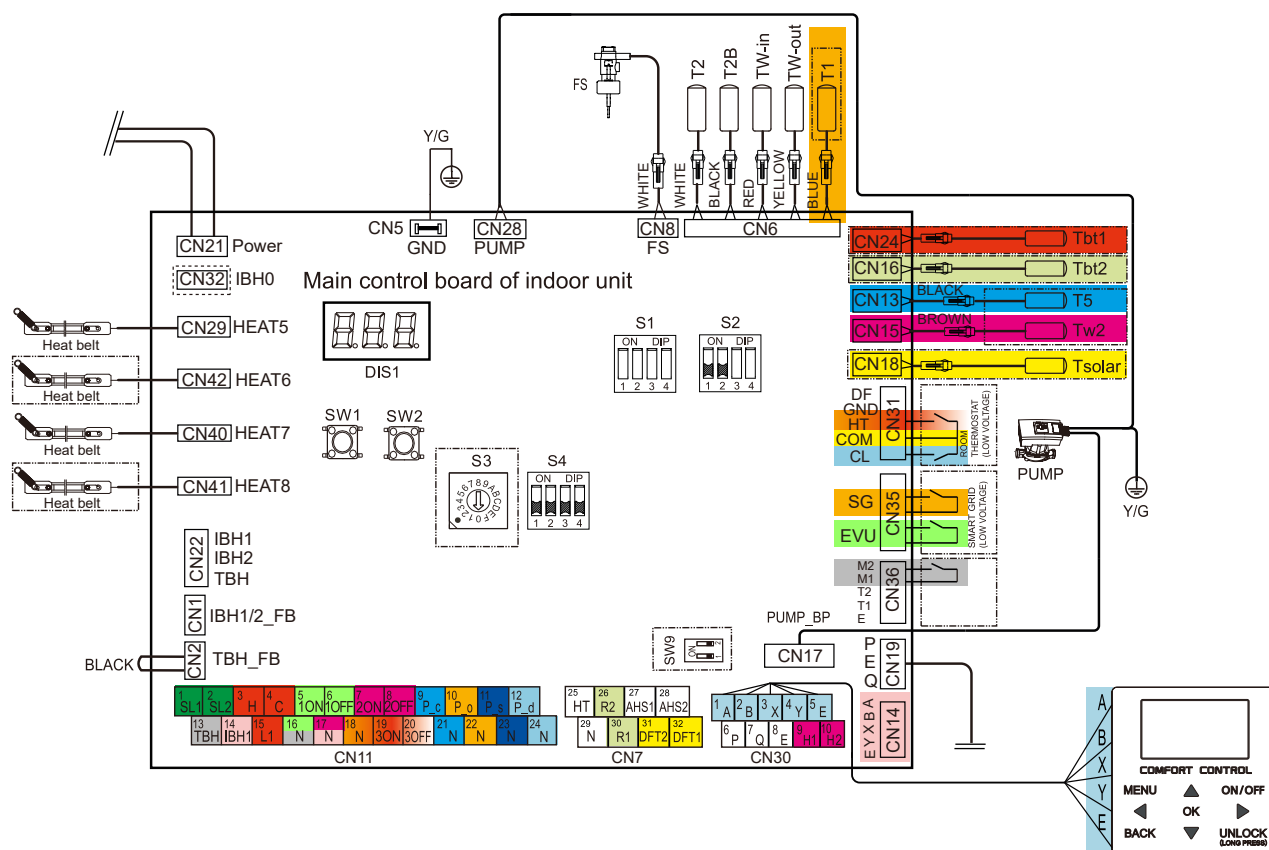 FS
T2
T2B
TW-in
TW-out
T1
Y/G
WHITE
WHITE
BLACK
RED
YELLOW
BLUE
CN21 Power
CN5
GND
CN28
PUMP
CN8
FS
CN6
CN32 IBH0
Main control board of indoor unit
CN24 Tbt1
CN16 Tbt2
CN13 BLACK T5
CN15 BROWN Tw2
CN18 Tsolar
Heat belt
CN29 HEAT5
Heat belt
CN42 HEAT6
Heat belt
CN40 HEAT7
Heat belt
CN41 HEAT8
DIS1
S1
ON DIP
1 2 3 4
S2
ON DIP
1 2 3 4
SW1
SW2
S3
0123456789ABCDEF
S4
ON DIP
1 2 3 4
DF
GND
HT
COM
CL
CN31
ROOM
THERMOSTAT
(LOW VOLTAGE)
PUMP
Y/G
SG
EVU
CN35
SMART GRID
(LOW VOLTAGE)
M2
M1
T2
T1
E
CN36
CN22
IBH1
IBH2
TBH
CN1
IBH1/2_FB
BLACK
CN2
TBH_FB
SW9
ON
1 2
PUMP_BP
CN17
P
E
Q
CN19
1 SL1
2 SL2
3 H
4 C
5 1ON
6 1OFF
7 2ON
8 2OFF
9 P_c
10 P_o
11 P_s
12 P_d
13 TBH
14 IBH1
15 L1
16 N
17 N
18 N
19 3ON
20 3OFF
21 N
22 N
23 N
24 N
CN11
25 HT
26 R2
27 AHS1
28 AHS2
29 N
30 R1
31 DFT2
32 DFT1
CN7
1 A
2 B
3 X
4 Y
5 E
6 P
7 Q
8 E
9 H1
10 H2
CN30
EYXBA
CN14
A
B
X
Y
E
COMFORT CONTROL
MENU
ON/OFF
OK
BACK
UNLOCK
(LONG PRESS)